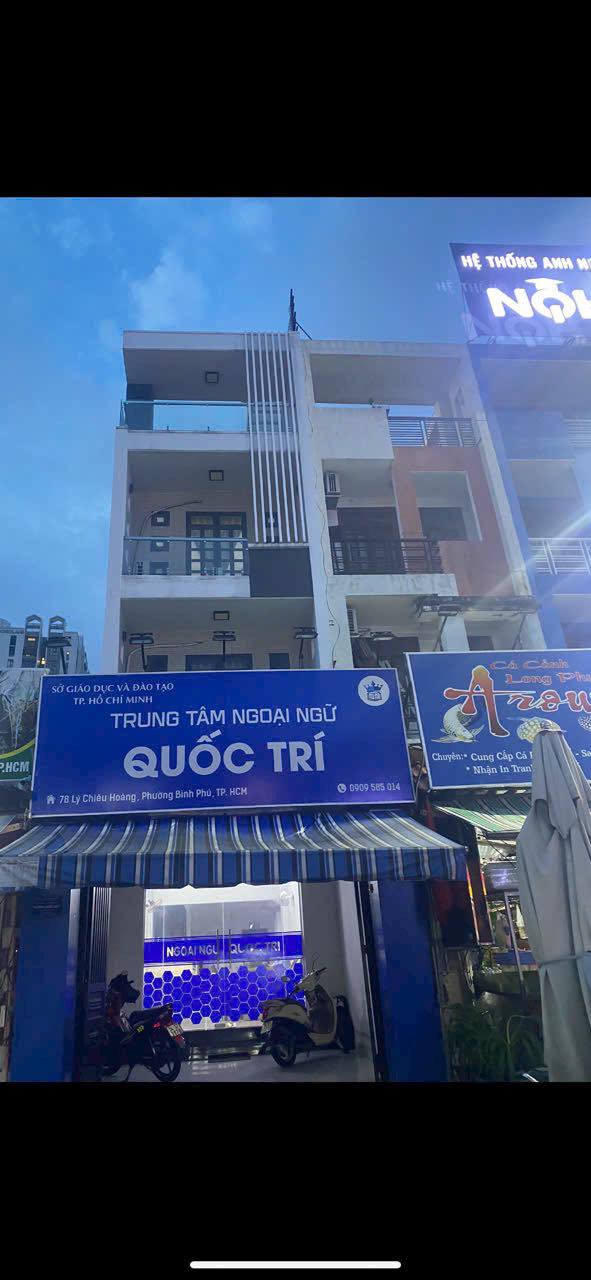 HỆ THỐNG ANH
SỞ GIÁO DỤC VÀ ĐÀO TẠO
TP. HỒ CHÍ MINH
TRUNG TÂM NGOẠI NGỮ
QUỐC TRÍ
78 Lý Chiêu Hoàng, Phường Bình Phú, TP. HCM
0909 585 014
Cá Cảnh
Long Phụ
Chuyên:* Cung Cấp Cá
* Nhận In Tran
P.HCM
NGOẠI NGỮ QUỐC TRÍ